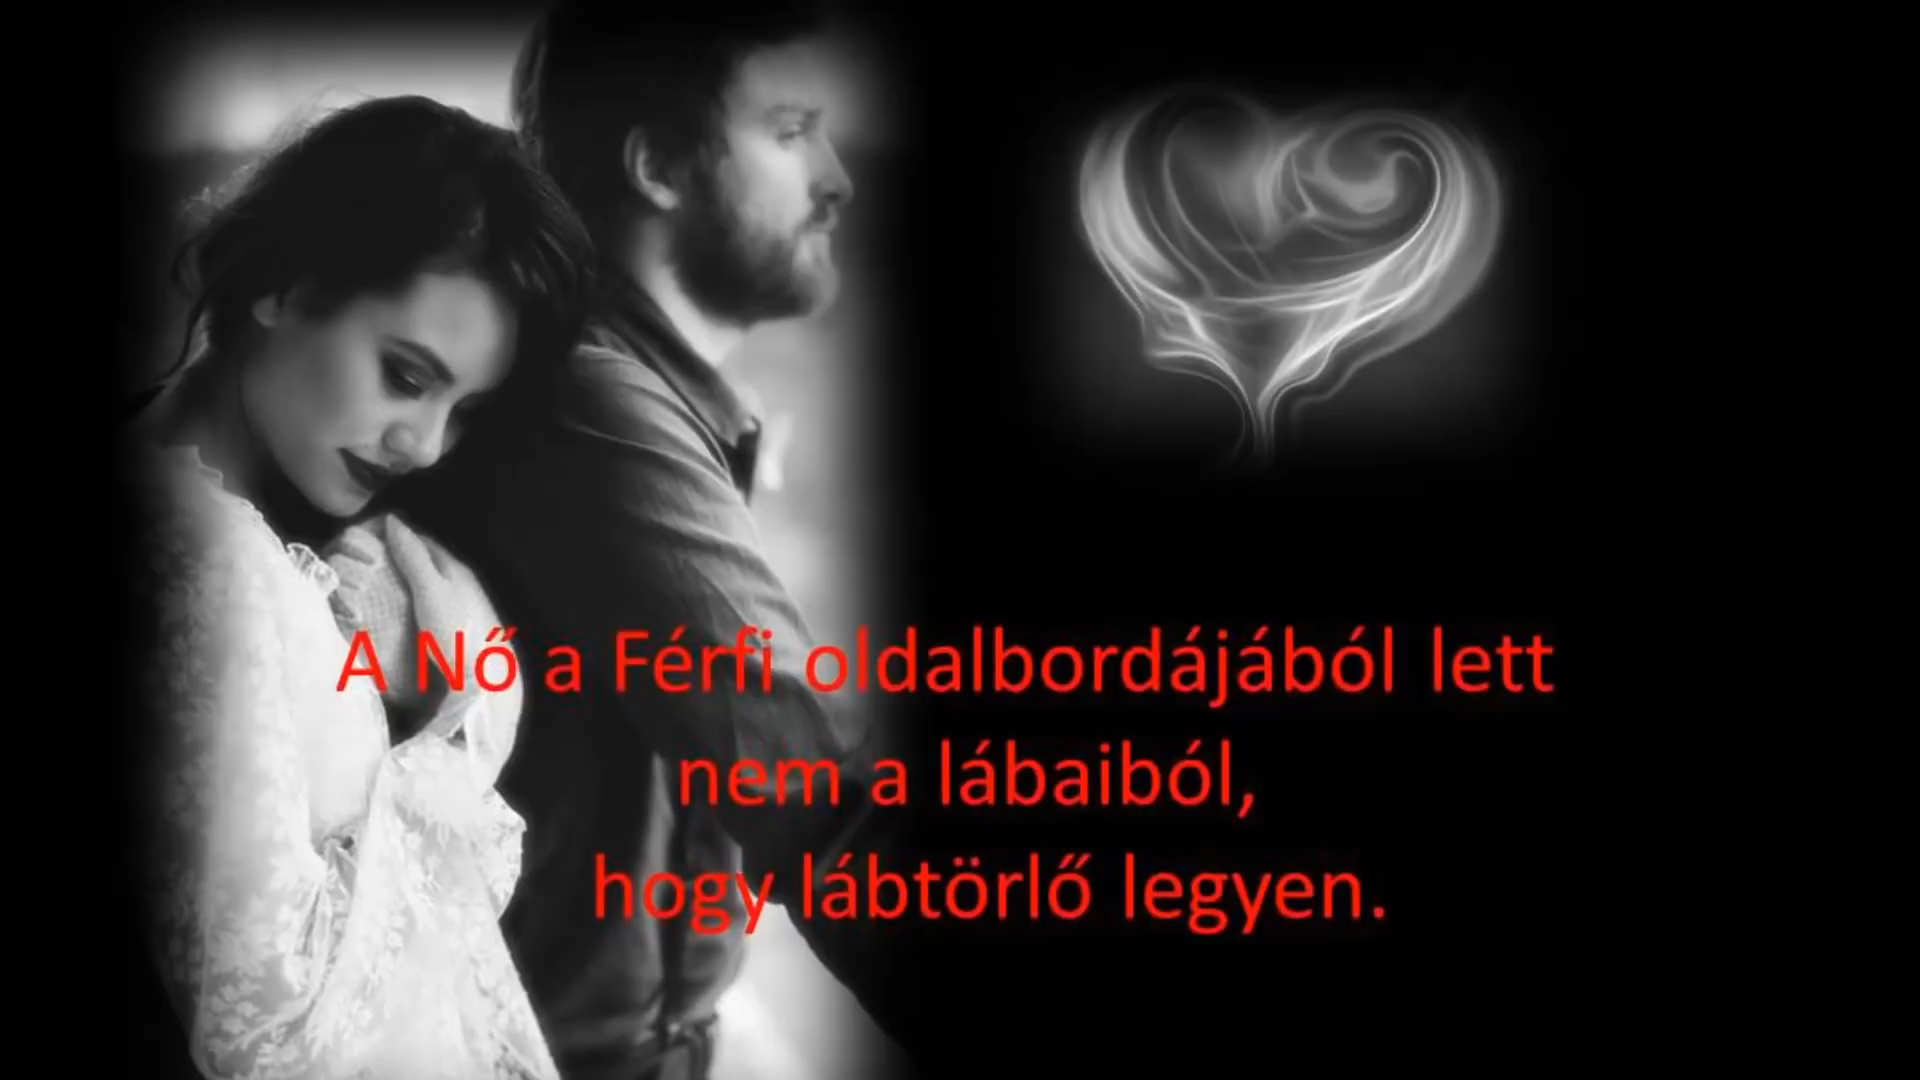 A Nő a Férfi oldalbordájából lett
nem a lábaiból,
hogy lábtörlő legyen.